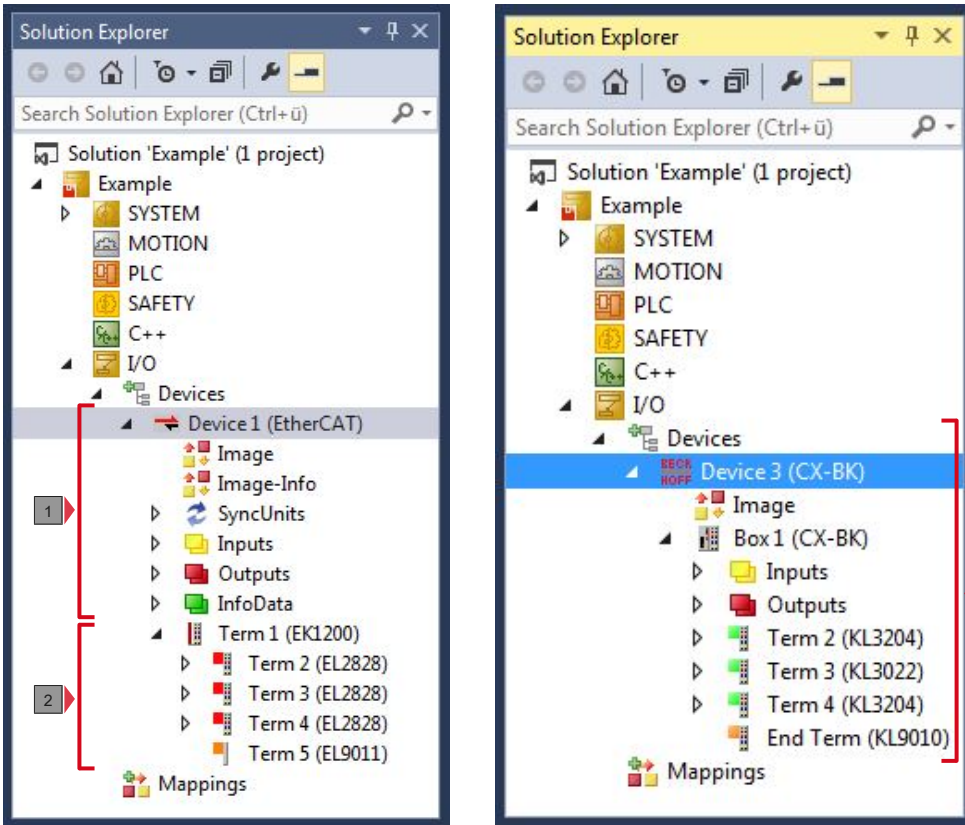 Solution Explorer
Search Solution Explorer (Ctrl+ü)
Solution 'Example' (1 project)
Example
SYSTEM
MOTION
PLC
SAFETY
C++
I/O
Devices
Device 1 (EtherCAT)
Image
Image-Info
SyncUnits
Inputs
Outputs
InfoData
Term 1 (EK1200)
Term 2 (EL2828)
Term 3 (EL2828)
Term 4 (EL2828)
Term 5 (EL9011)
Mappings
1
2
Solution Explorer
Search Solution Explorer (Ctrl+ü)
Solution 'Example' (1 project)
Example
SYSTEM
MOTION
PLC
SAFETY
C++
I/O
Devices
BECK
HOFF
Device 3 (CX-BK)
Image
Box 1 (CX-BK)
Inputs
Outputs
Term 2 (KL3204)
Term 3 (KL3022)
Term 4 (KL3204)
End Term (KL9010)
Mappings